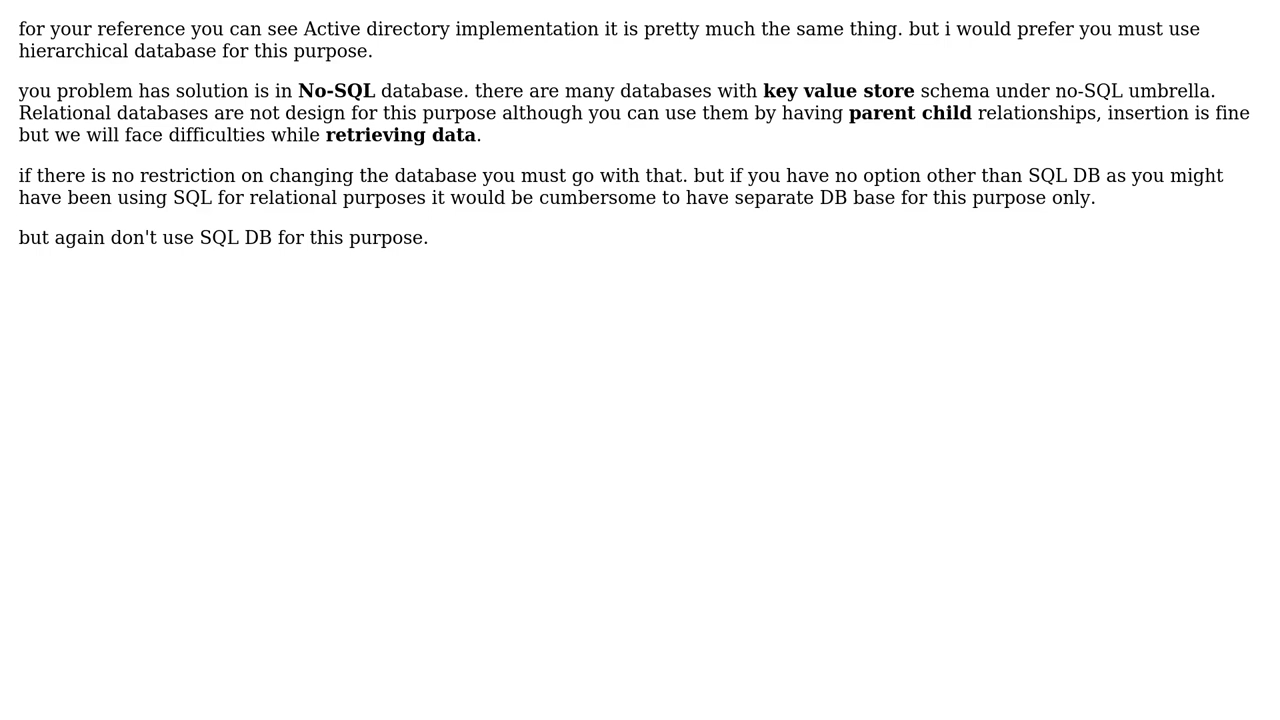 for your reference you can see Active directory implementation it is pretty much the same thing. but i would prefer you must use
hierarchical database for this purpose.
you problem has solution is in No-SQL database. there are many databases with key value store schema under no-SQL umbrella.
Relational databases are not design for this purpose although you can use them by having parent child relationships, insertion is fine
but we will face difficulties while retrieving data.
if there is no restriction on changing the database you must go with that. but if you have no option other than SQL DB as you might
have been using SQL for relational purposes it would be cumbersome to have separate DB base for this purpose only.
but again don't use SQL DB for this purpose.